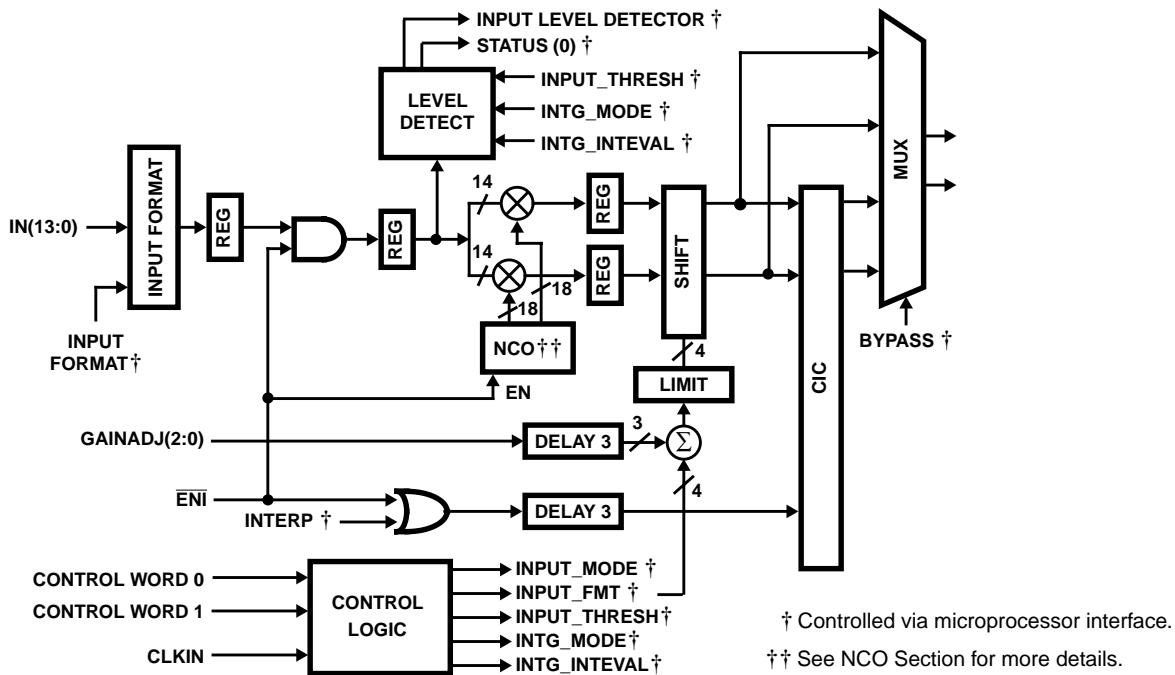 INPUT LEVEL DETECTOR †
STATUS (0) †
LEVEL
DETECT
INPUT_THRESH †
INTG_MODE †
INTG_INTEVAL †
MUX
IN(13:0)
INPUT FORMAT
REG
REG
14
14
REG
REG
SHIFT
18
18
INPUT
FORMAT†
NCO††
EN
4
LIMIT
BYPASS †
CIC
GAINADJ(2:0)
DELAY 3
3
Σ
4
ENI
INTERP †
DELAY 3
CONTROL WORD 0
CONTROL WORD 1
CLKIN
CONTROL
LOGIC
INPUT_MODE †
INPUT_FMT †
INPUT_THRESH†
INTG_MODE†
INTG_INTEVAL†
† Controlled via microprocessor interface.
†† See NCO Section for more details.